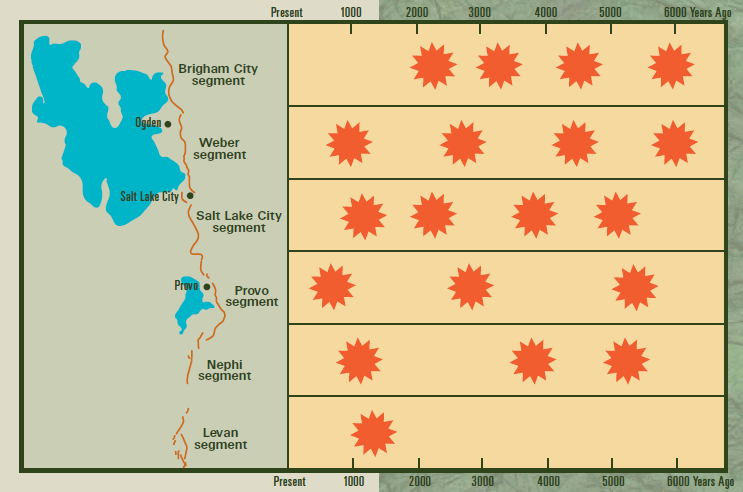 Present 1000 2000 3000 4000 5000 6000 Years Ago
Brigham City
segment
Ogden
Weber
segment
Salt Lake City
Salt Lake City
segment
Provo
Provo
segment
Nephi
segment
Levan
segment
Present 1000 2000 3000 4000 5000 6000 Years Ago